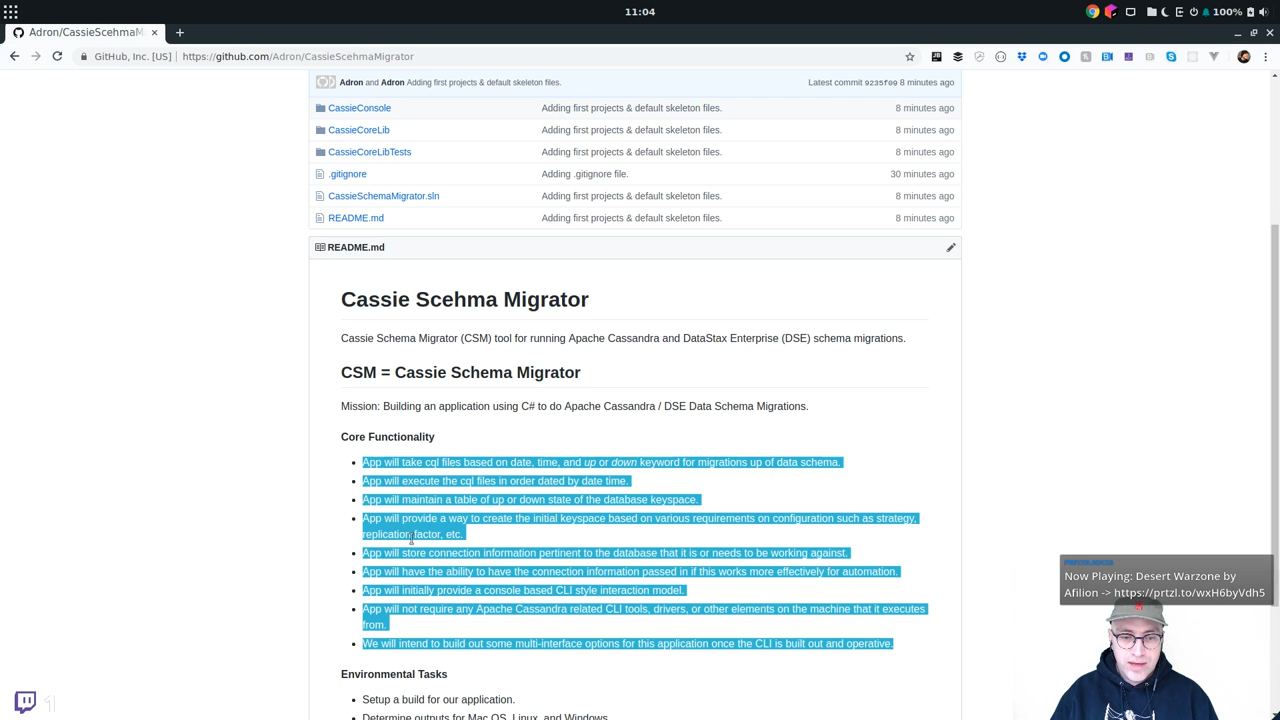 11:04
100%
Adron/CassieScehmaM
GitHub, Inc. [US]
https://github.com/Adron/CassieScehmaMigrator
Adron and Adron Adding first projects & default skeleton files.
Latest commit 9235f09 8 minutes ago
CassieConsole Adding first projects & default skeleton files. 8 minutes ago
CassieCoreLib Adding first projects & default skeleton files. 8 minutes ago
CassieCoreLibTests Adding first projects & default skeleton files. 8 minutes ago
.gitignore Adding .gitignore file. 30 minutes ago
CassieSchemaMigrator.sln Adding first projects & default skeleton files. 8 minutes ago
README.md Adding first projects & default skeleton files. 8 minutes ago
README.md
Cassie Scehma Migrator
Cassie Schema Migrator (CSM) tool for running Apache Cassandra and DataStax Enterprise (DSE) schema migrations.
CSM = Cassie Schema Migrator
Mission: Building an application using C# to do Apache Cassandra / DSE Data Schema Migrations.
Core Functionality
App will take cql files based on date, time, and up or down keyword for migrations up of data schema.
App will execute the cql files in order dated by date time.
App will maintain a table of up or down state of the database keyspace.
App will provide a way to create the initial keyspace based on various requirements on configuration such as strategy,
replication factor, etc.
App will store connection information pertinent to the database that it is or needs to be working against.
App will have the ability to have the connection information passed in if this works more effectively for automation.
App will initially provide a console based CLI style interaction model.
App will not require any Apache Cassandra related CLI tools, drivers, or other elements on the machine that it executes
from.
We will intend to build out some multi-interface options for this application once the CLI is built out and operative.
Environmental Tasks
Setup a build for our application.
Determine outputs for Mac OS, Linux, and Windows
Now Playing: Desert Warzone by
Afilion -> https://prtzl.to/wxH6byVdh5